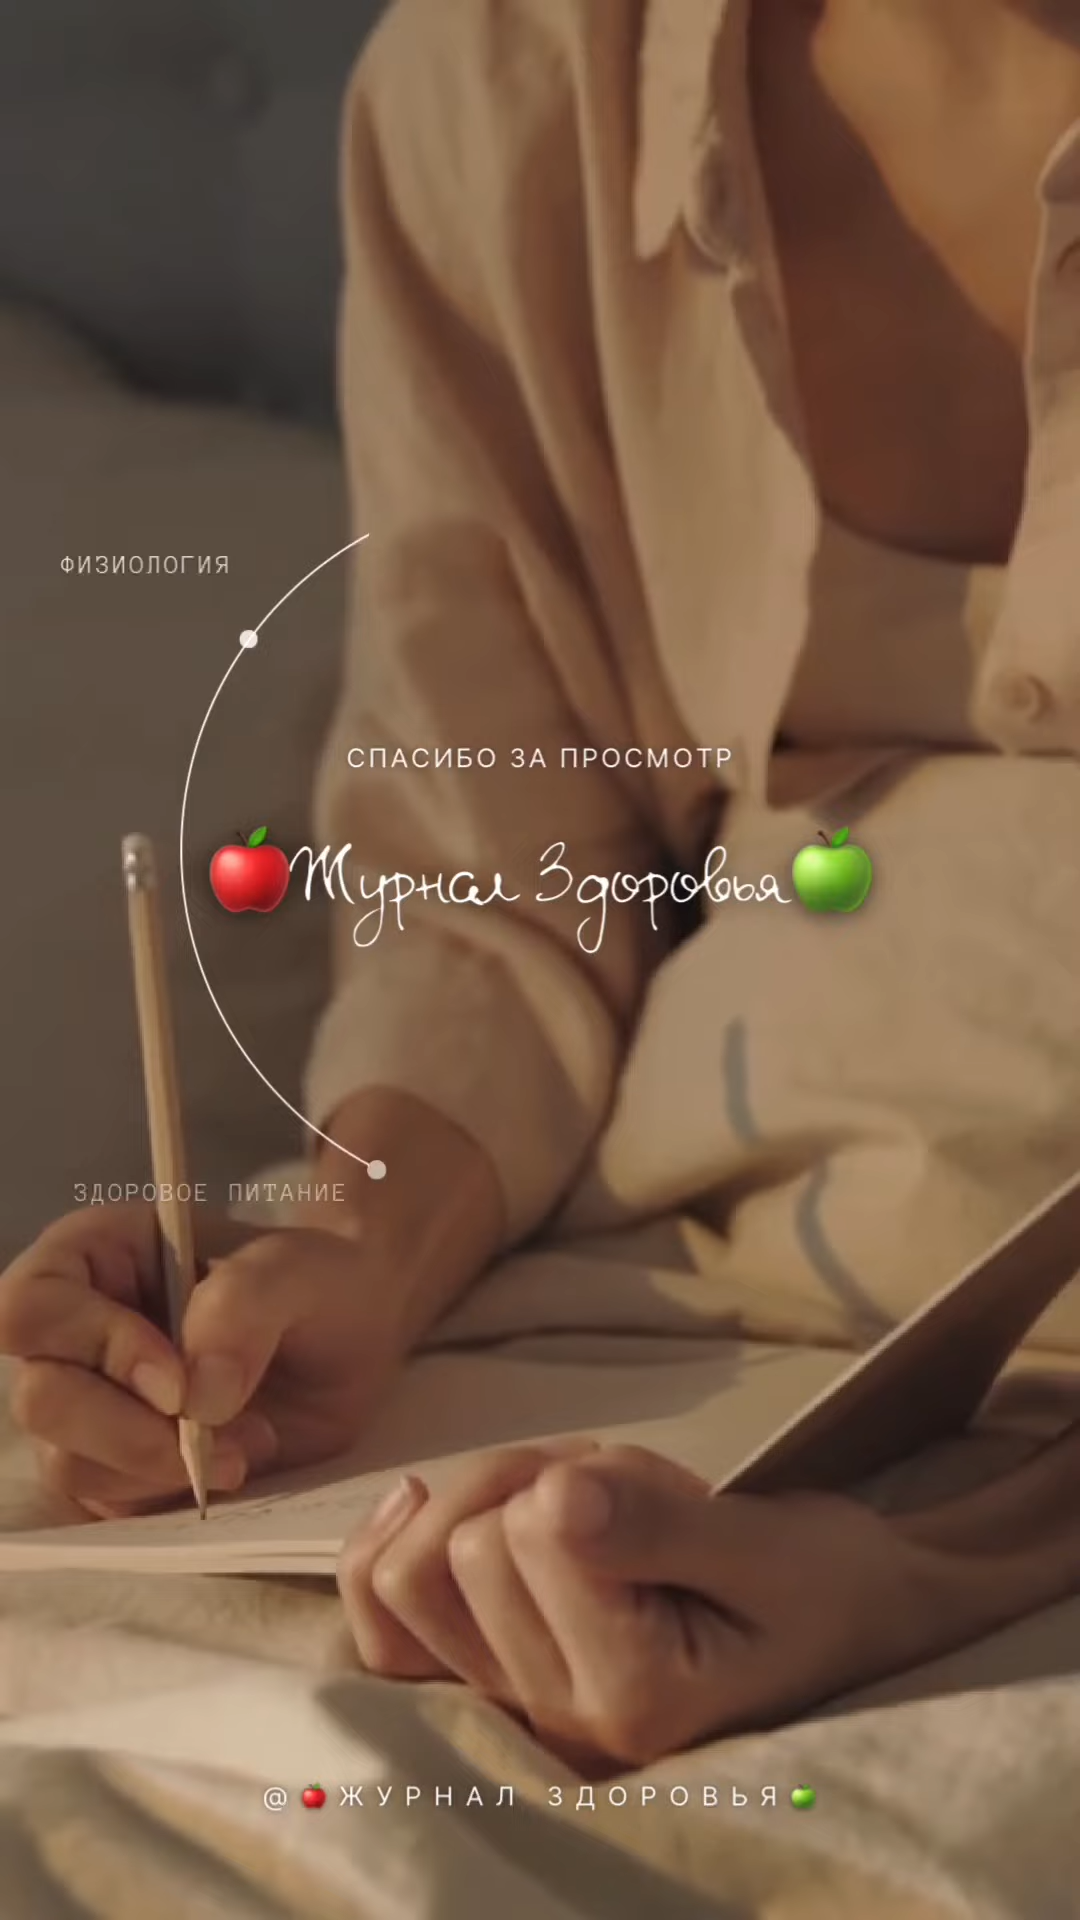 ФИЗИОЛОГИЯ
СПАСИБО ЗА ПРОСМОТР
🍎Журнал Здоровья🍏
ЗДОРОВОЕ ПИТАНИЕ
@🍎ЖУРНАЛ ЗДОРОВЬЯ🍏